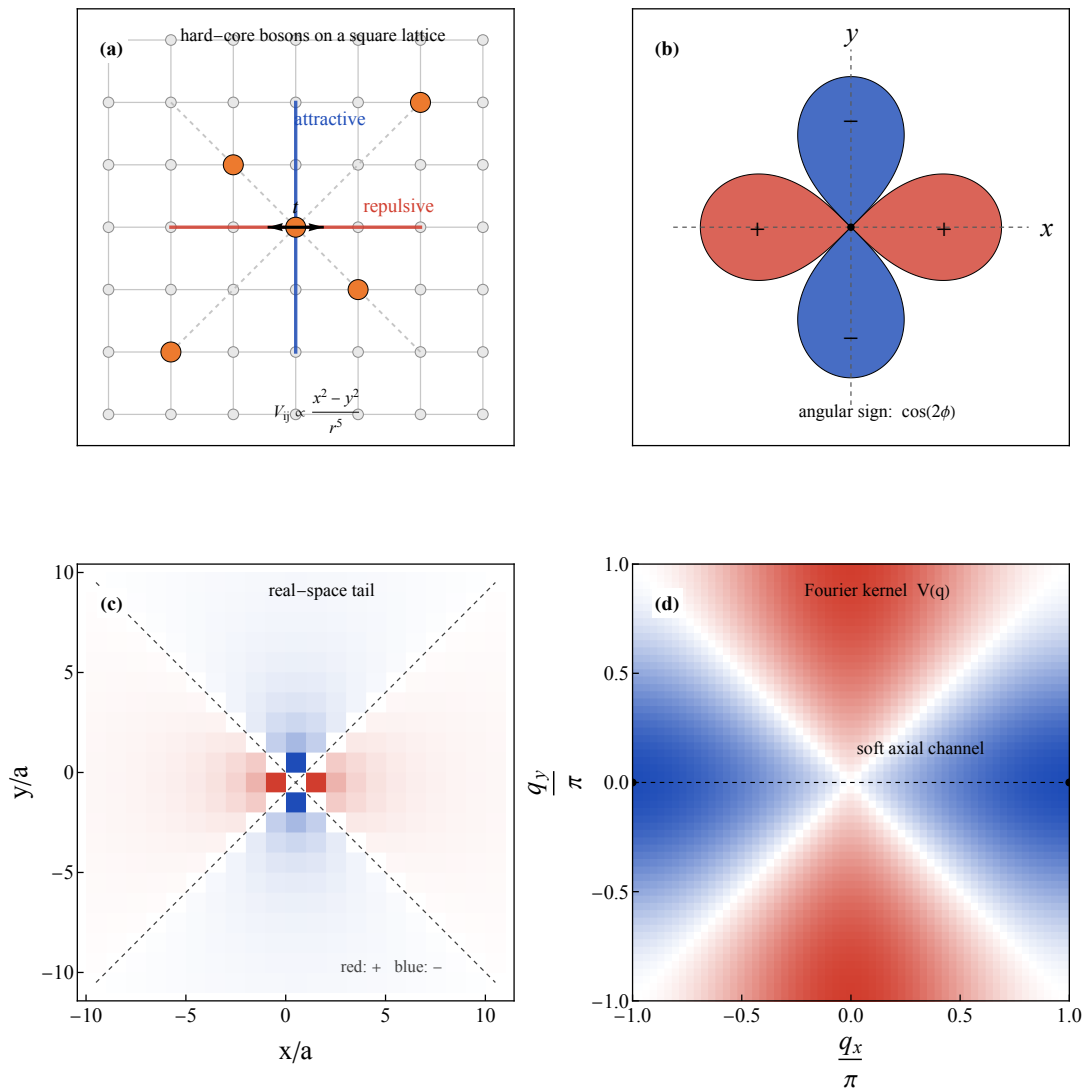 (a)
hard−core bosons on a square lattice
attractive
t
repulsive
V_ij ∝ (x² − y²)/r⁵
(b)
y
−
+
+
x
−
angular sign: cos(2ϕ)
(c)
real−space tail
10
5
0
−5
−10
y/a
red: + blue: −
−10 −5 0 5 10
x/a
(d)
Fourier kernel V(q)
1.0
0.5
soft axial channel
0.0
−0.5
−1.0
q_y/π
−1.0 −0.5 0.0 0.5 1.0
q_x/π